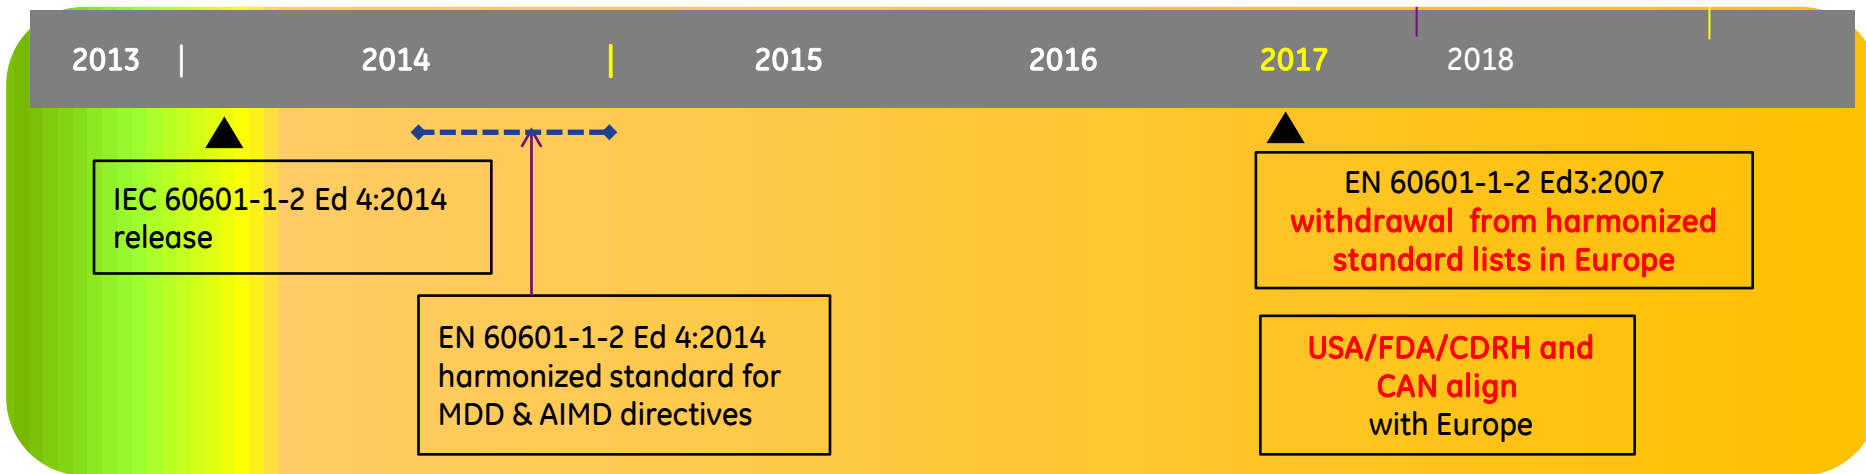 2013 | 2014 | 2015 2016 2017 2018
IEC 60601-1-2 Ed 4:2014
release
EN 60601-1-2 Ed 4:2014
harmonized standard for
MDD & AIMD directives
EN 60601-1-2 Ed3:2007
withdrawal from harmonized
standard lists in Europe
USA/FDA/CDRH and
CAN align
with Europe